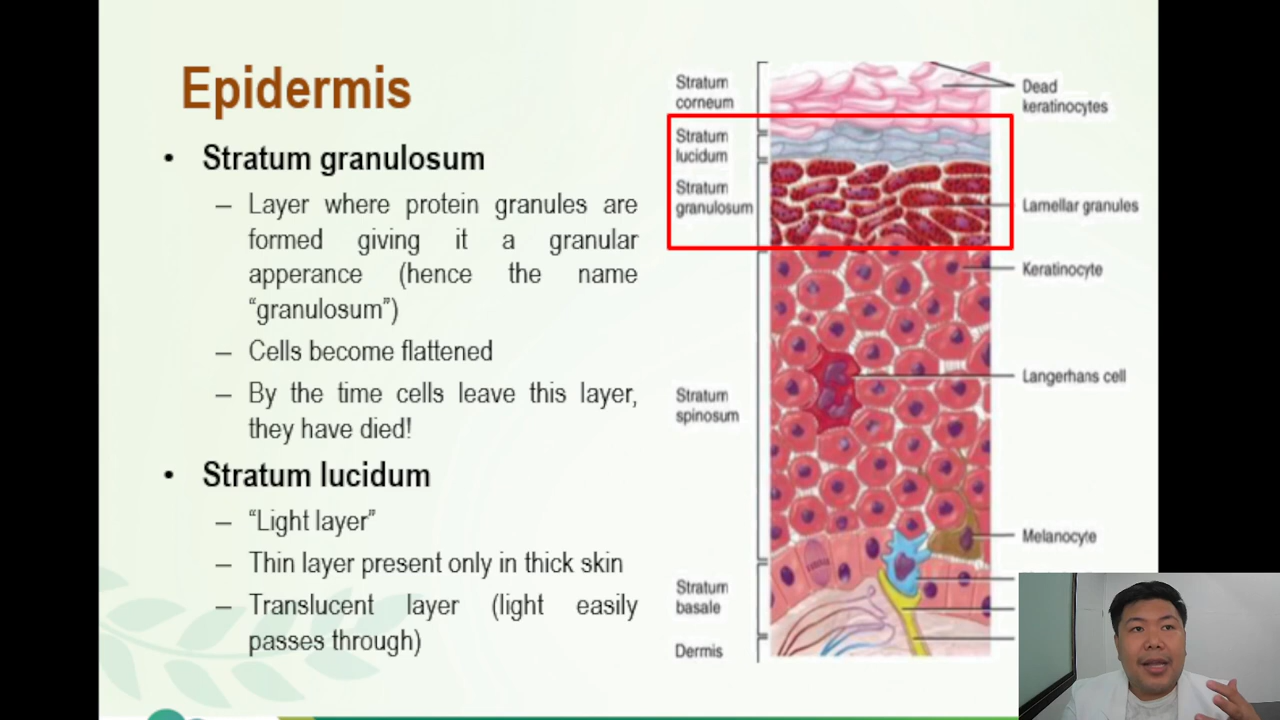 Epidermis
• Stratum granulosum
– Layer where protein granules are
formed giving it a granular
apperance (hence the name
“granulosum”)
– Cells become flattened
– By the time cells leave this layer,
they have died!
• Stratum lucidum
– “Light layer”
– Thin layer present only in thick skin
– Translucent layer (light easily
passes through)
Stratum
corneum
Stratum
lucidum
Stratum
granulosum
Stratum
spinosum
Stratum
basale
Dermis
Dead
keratinocytes
Lamellar granules
Keratinocyte
Langerhans cell
Melanocyte